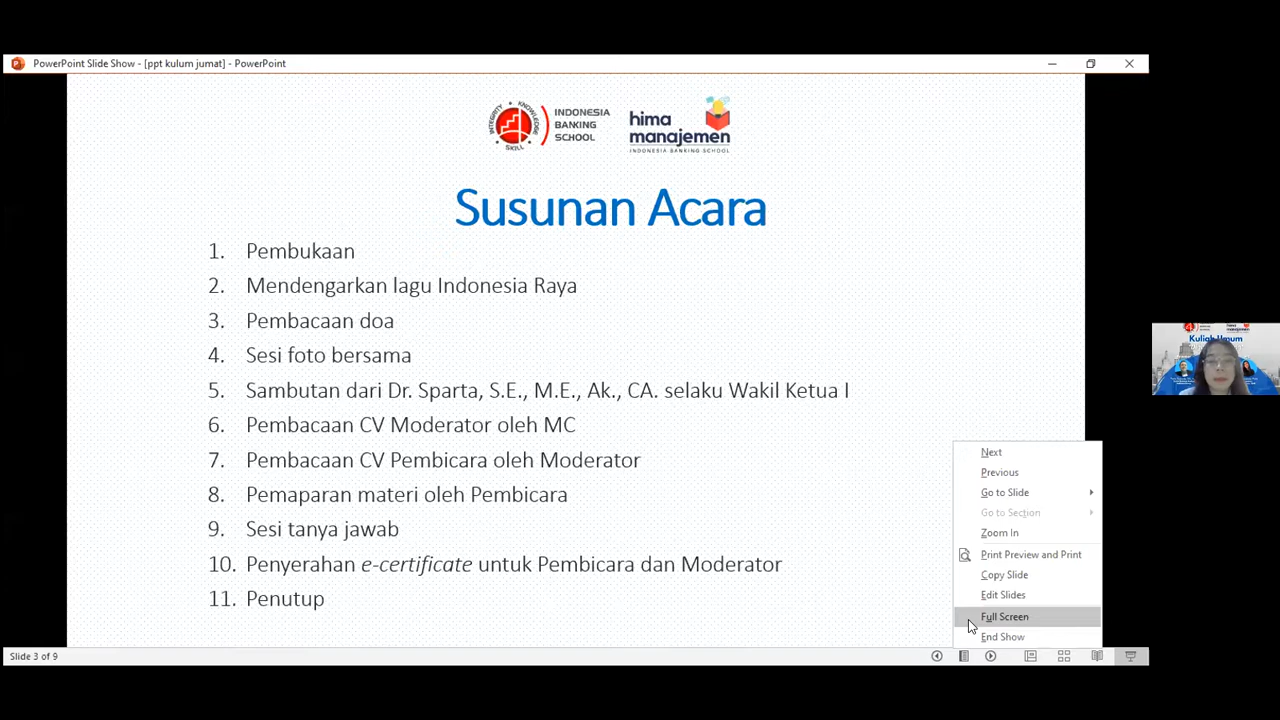 PowerPoint Slide Show - [ppt kulum jumat] - PowerPoint
INTEGRITY KNOWLEDGE SKILL
INDONESIA
BANKING
SCHOOL
hima
manajemen
INDONESIA BANKING SCHOOL
Susunan Acara
1. Pembukaan
2. Mendengarkan lagu Indonesia Raya
3. Pembacaan doa
4. Sesi foto bersama
5. Sambutan dari Dr. Sparta, S.E., M.E., Ak., CA. selaku Wakil Ketua I
6. Pembacaan CV Moderator oleh MC
7. Pembacaan CV Pembicara oleh Moderator
8. Pemaparan materi oleh Pembicara
9. Sesi tanya jawab
10. Penyerahan e-certificate untuk Pembicara dan Moderator
11. Penutup
Next
Previous
Go to Slide
Go to Section
Zoom In
Print Preview and Print
Copy Slide
Edit Slides
Full Screen
End Show
Slide 3 of 9
Kuliah Umum